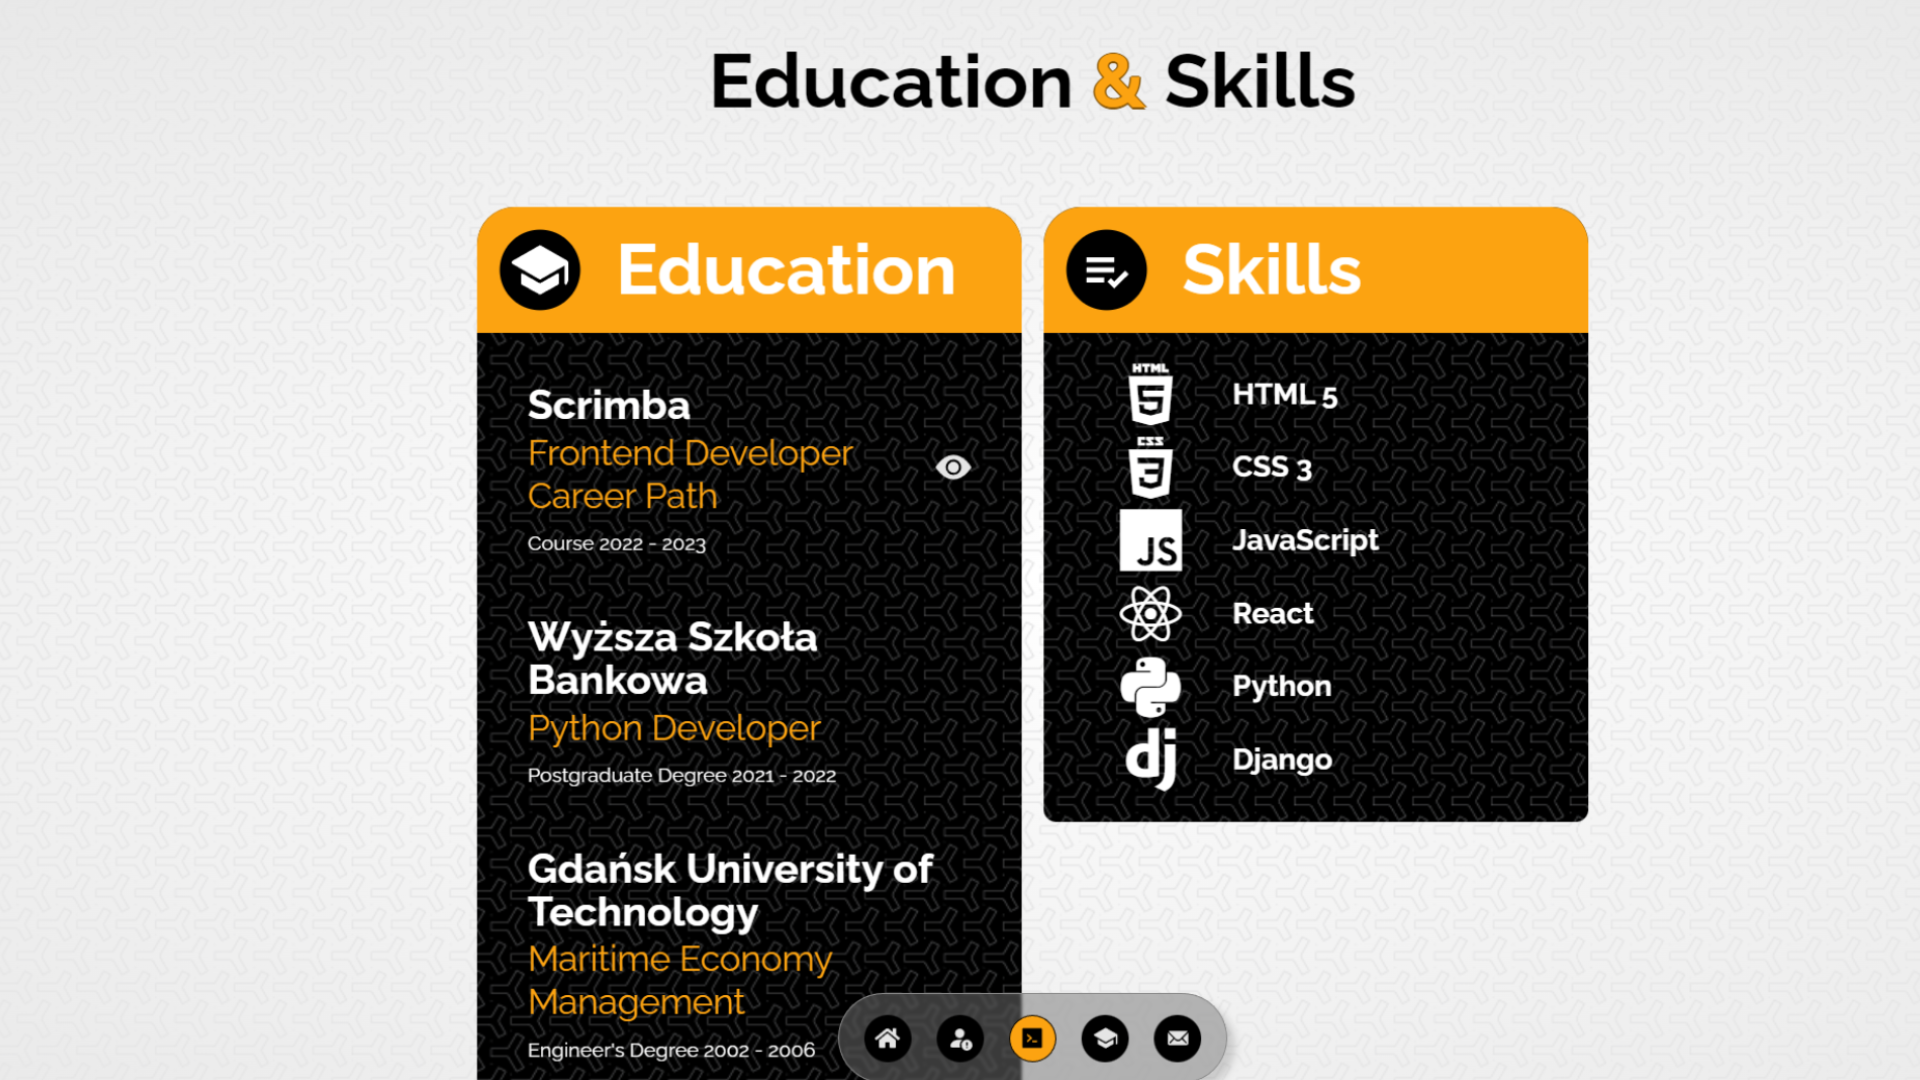 Education & Skills
Education
Scrimba
Frontend Developer
Career Path
Course 2022 - 2023
Wyższa Szkoła
Bankowa
Python Developer
Postgraduate Degree 2021 - 2022
Gdańsk University of
Technology
Maritime Economy
Management
Engineer's Degree 2002 - 2006
Skills
HTML
5
HTML 5
CSS
3
CSS 3
JS
JavaScript
React
Python
dj
Django